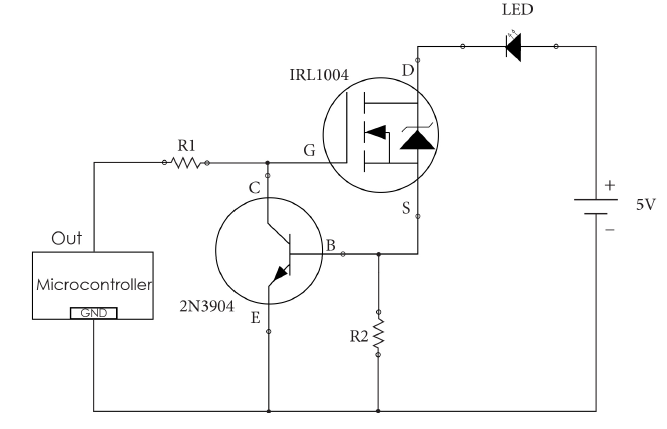 LED
IRL1004
D
R1
G
C
S
+
5V
Out
B
–
Microcontroller
GND
2N3904
E
R2